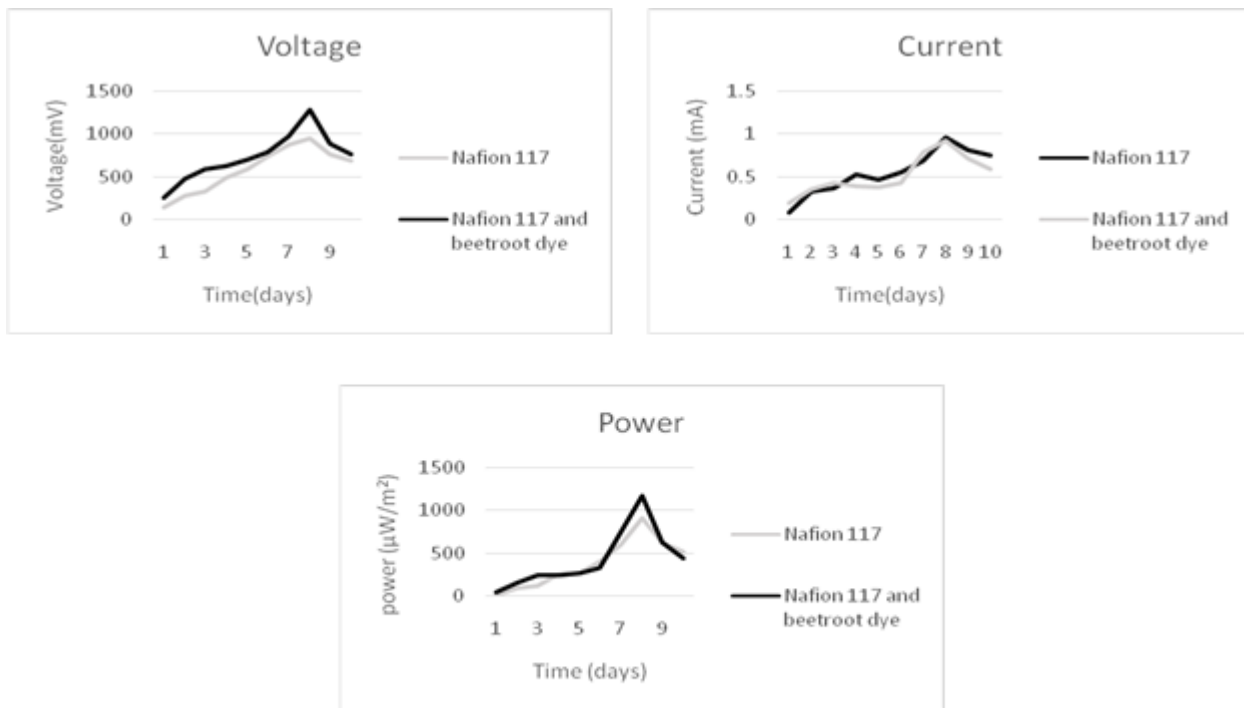 Voltage
Voltage(mV)
1500
1000
500
0
1 3 5 7 9
Time(days)
Nafion 117
Nafion 117 and
beetroot dye
Current
Current (mA)
1.5
1
0.5
0
1 2 3 4 5 6 7 8 9 10
Time(days)
Nafion 117
Nafion 117 and
beetroot dye
Power
power (µW/m²)
1500
1000
500
0
1 3 5 7 9
Time (days)
Nafion 117
Nafion 117 and
beetroot dye